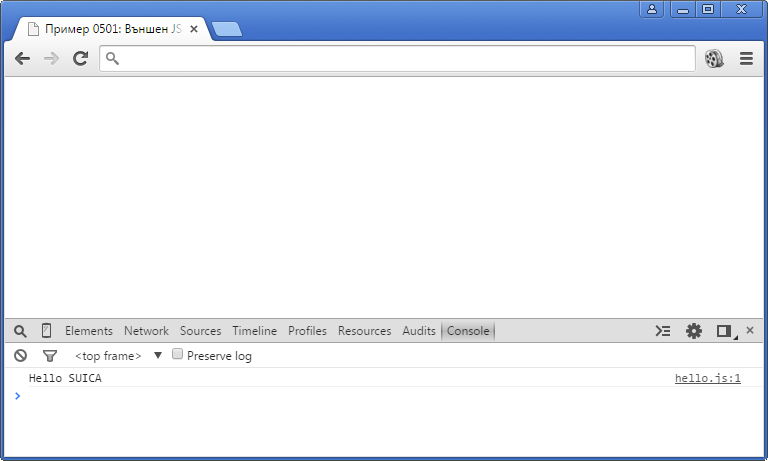 Пример 0501: Външен JS
Elements Network Sources Timeline Profiles Resources Audits Console
<top frame> Preserve log
Hello SUICA hello.js:1